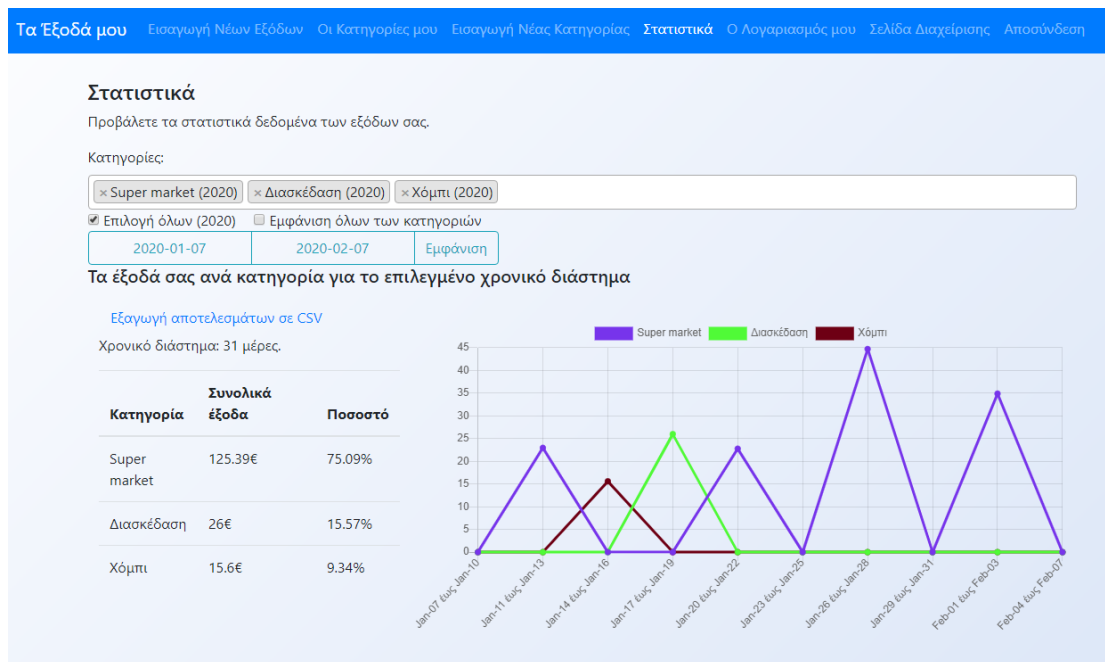 Τα Έξοδά μου Εισαγωγή Νέων Εξόδων Οι Κατηγορίες μου Εισαγωγή Νέας Κατηγορίας Στατιστικά Ο Λογαριασμός μου Σελίδα Διαχείρισης Αποσύνδεση
Στατιστικά
Προβάλετε τα στατιστικά δεδομένα των εξόδων σας.
Κατηγορίες:
× Super market (2020) × Διασκέδαση (2020) × Χόμπι (2020)
Επιλογή όλων (2020) Εμφάνιση όλων των κατηγοριών
2020-01-07 2020-02-07 Εμφάνιση
Τα έξοδά σας ανά κατηγορία για το επιλεγμένο χρονικό διάστημα
Εξαγωγή αποτελεσμάτων σε CSV
Χρονικό διάστημα: 31 μέρες.
Κατηγορία Συνολικά έξοδα Ποσοστό
Super market 125.39€ 75.09%
Διασκέδαση 26€ 15.57%
Χόμπι 15.6€ 9.34%
Super market Διασκέδαση Χόμπι
45
40
35
30
25
20
15
10
5
0
Jan-07 έως Jan-10
Jan-11 έως Jan-13
Jan-14 έως Jan-16
Jan-17 έως Jan-19
Jan-20 έως Jan-22
Jan-23 έως Jan-25
Jan-26 έως Jan-28
Jan-29 έως Jan-31
Feb-01 έως Feb-03
Feb-04 έως Feb-07